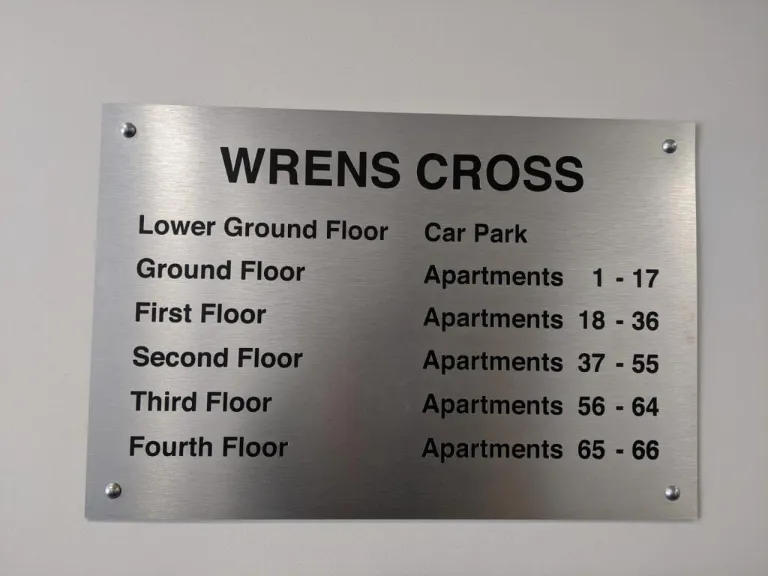 WRENS CROSS
Lower Ground Floor Car Park
Ground Floor Apartments 1 - 17
First Floor Apartments 18 - 36
Second Floor Apartments 37 - 55
Third Floor Apartments 56 - 64
Fourth Floor Apartments 65 - 66